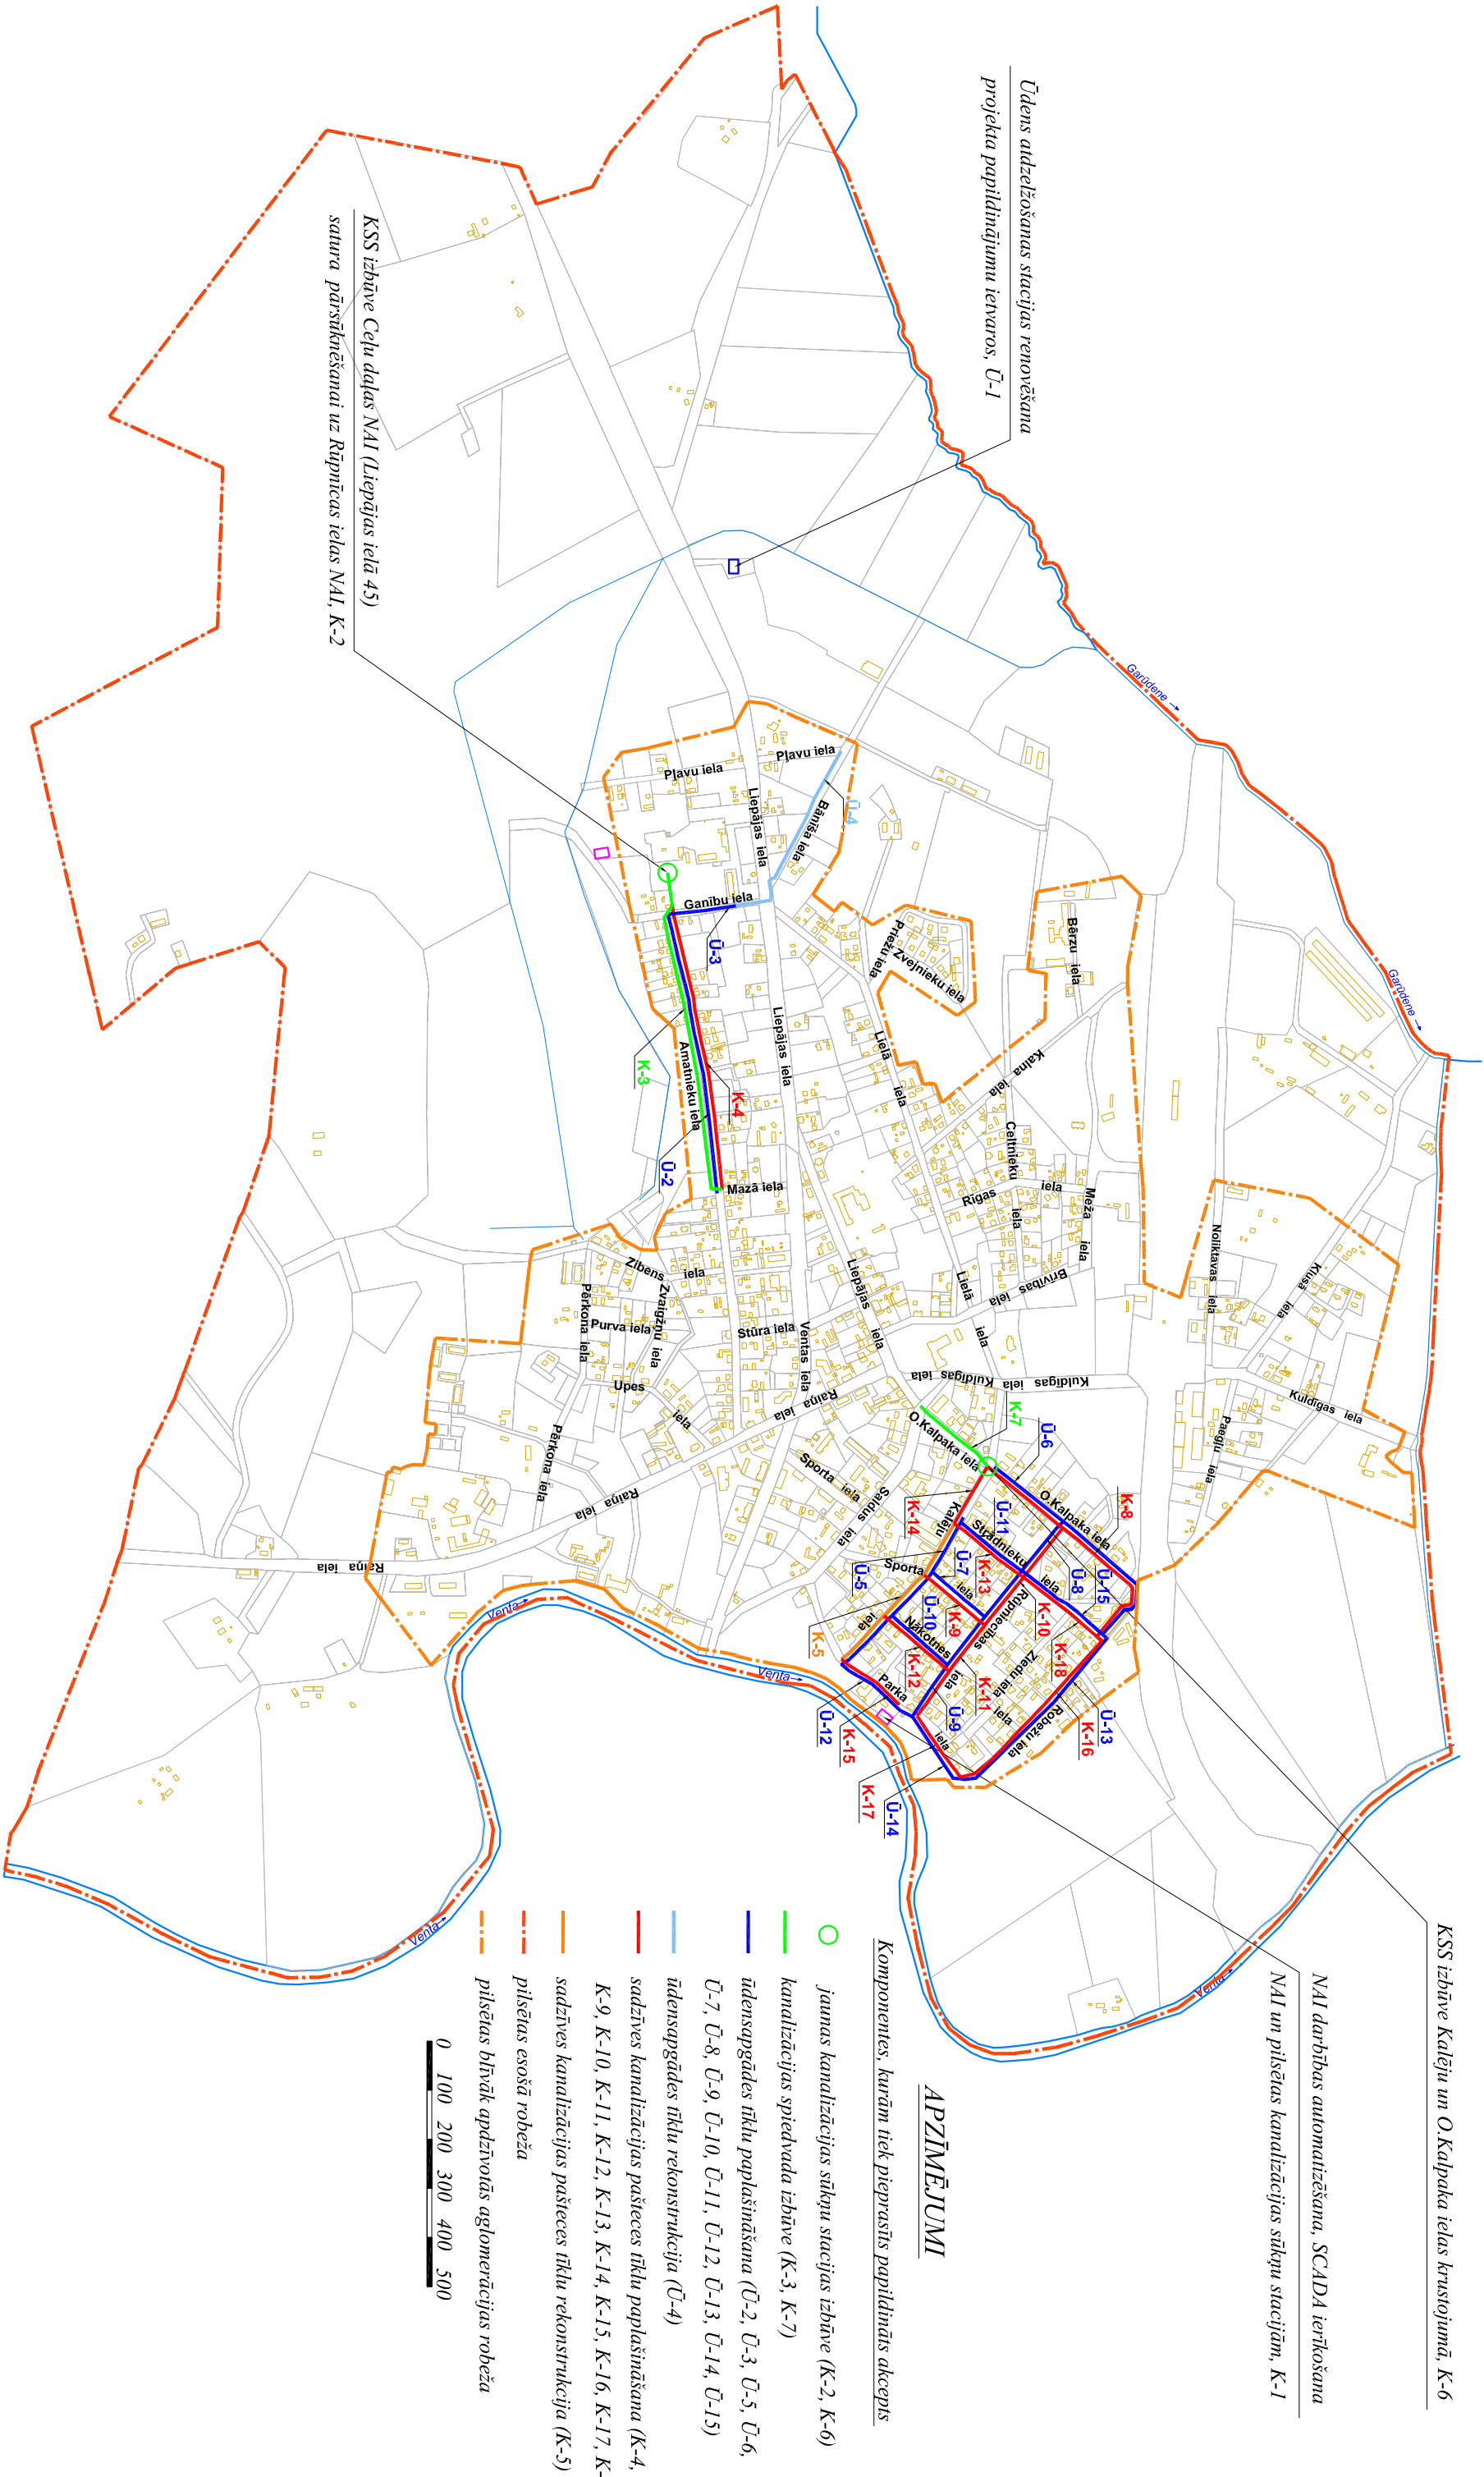 KSS izbūve Kalēju un O.Kalpaka ielas krustojumā, K-6
NAI darbības automatizēšana, SCADA ierīkošana
NAI un pilsētas kanalizācijas sūkņu stacijām, K-1
Ūdens atdzelžošanas stacijas renovēšana
projekta papildinājumu ietvaros, Ū-1
KSS izbūve Ceļu daļas NAI (Liepājas ielā 45)
satura pārsūknēšanai uz Rūpnīcas ielas NAI, K-2
Garūdene
Garūdene
Pļavu iela
Pļavu iela
Liepājas iela
Bāniša iela
Ū-4
Ganību iela
Ū-3
Priežu iela
Zvejnieku iela
Bērzu iela
Kalna iela
Lielā iela
Liepājas iela
Amatnieku iela
K-3
K-4
Ū-2
Mazā iela
Celtnieku iela
Rīgas iela
Meža iela
Brīvības iela
Lielā iela
Liepājas iela
Noliktavas iela
Klusā iela
Kuldīgas iela
Paegļu iela
Zibens iela
Zvaigžņu iela
Pērkona iela
Purva iela
Stūra iela
Ventas iela
Upes iela
Pērkona iela
Raiņa iela
Raiņa iela
Raiņa iela
Kuldīgas iela Kuldīgas iela
K-7
O.Kalpaka iela
Ū-6
O.Kalpaka iela
K-8
Sporta iela
Saldus iela
K-14
Kalēju
Ū-11
Strādnieku iela
Ū-7
K-13
Ū-8
Ū-15
Sporta iela
iela
Ū-5
Ū-10
K-9
K-10
Rūpniecības iela
K-5
Nākotnes
K-12
K-18
Ziedu iela
K-11
iela
Ū-9
Parka iela
Robežu iela
Ū-13
K-16
Ū-12
K-15
K-17
Ū-14
Venta
Venta
Venta
Venta
APZĪMĒJUMI
Komponentes, kurām tiek pieprasīts papildināts akcepts
jaunas kanalizācijas sūkņu stacijas izbūve (K-2, K-6)
kanalizācijas spiedvada izbūve (K-3, K-7)
ūdensapgādes tīklu paplašināšana (Ū-2, Ū-3, Ū-5, Ū-6,
Ū-7, Ū-8, Ū-9, Ū-10, Ū-11, Ū-12, Ū-13, Ū-14, Ū-15)
ūdensapgādes tīklu rekonstrukcija (Ū-4)
sadzīves kanalizācijas pašteces tīklu paplašināšana (K-4,
K-9, K-10, K-11, K-12, K-13, K-14, K-15, K-16, K-17, K-
sadzīves kanalizācijas pašteces tīklu rekonstrukcija (K-5)
pilsētas esošā robeža
pilsētas blīvāk apdzīvotās aglomerācijas robeža
0 100 200 300 400 500